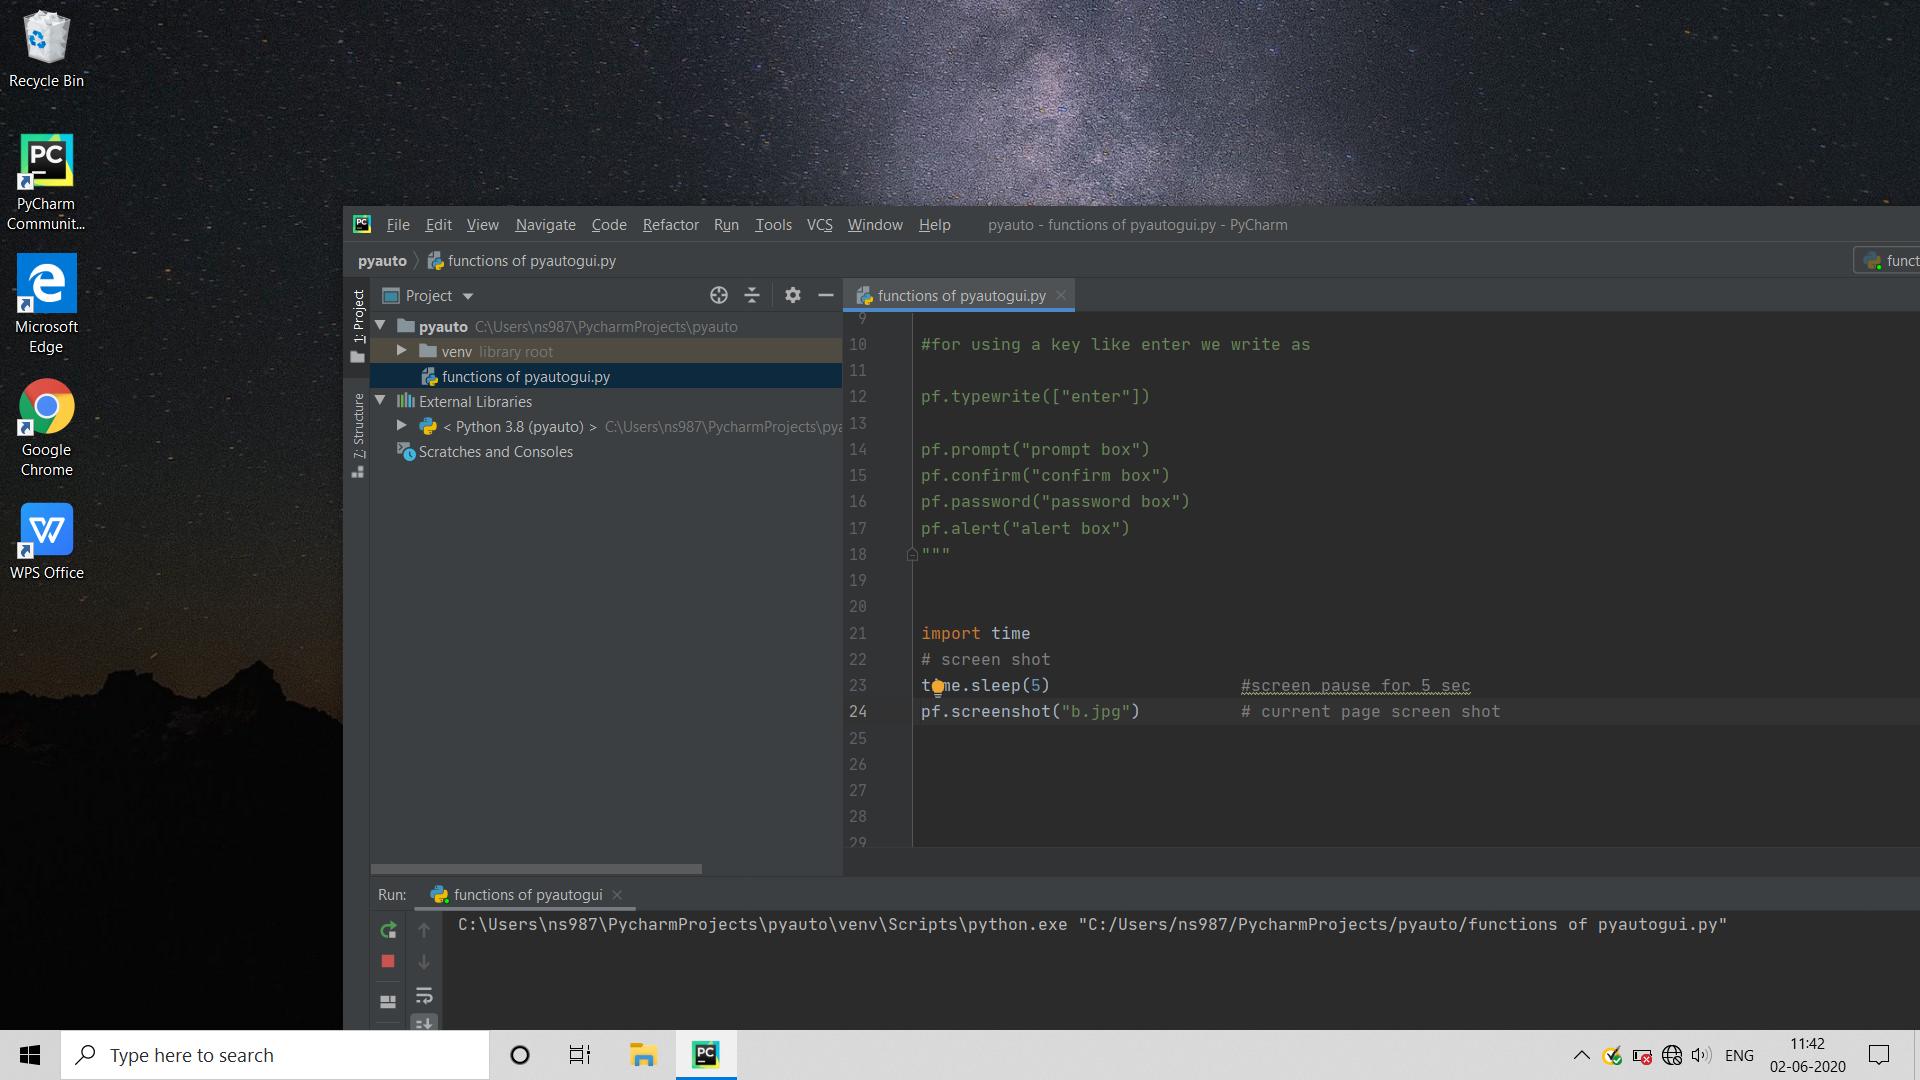 Recycle Bin
PC
PyCharm
Communit...
Microsoft
Edge
Google
Chrome
WPS Office
PC
File Edit View Navigate Code Refactor Run Tools VCS Window Help pyauto - functions of pyautogui.py - PyCharm
pyauto functions of pyautogui.py
funct
1: Project
7: Structure
Project
functions of pyautogui.py
pyauto C:\Users\ns987\PycharmProjects\pyauto
venv library root
functions of pyautogui.py
External Libraries
< Python 3.8 (pyauto) > C:\Users\ns987\PycharmProjects\pya
Scratches and Consoles
9
10 #for using a key like enter we write as
11
12 pf.typewrite(["enter"])
13
14 pf.prompt("prompt box")
15 pf.confirm("confirm box")
16 pf.password("password box")
17 pf.alert("alert box")
18 """
19
20
21 import time
22 # screen shot
23 time.sleep(5) #screen pause for 5 sec
24 pf.screenshot("b.jpg") # current page screen shot
25
26
27
28
29
Run: functions of pyautogui
C:\Users\ns987\PycharmProjects\pyauto\venv\Scripts\python.exe "C:/Users/ns987/PycharmProjects/pyauto/functions of pyautogui.py"
Type here to search
PC
ENG
11:42
02-06-2020